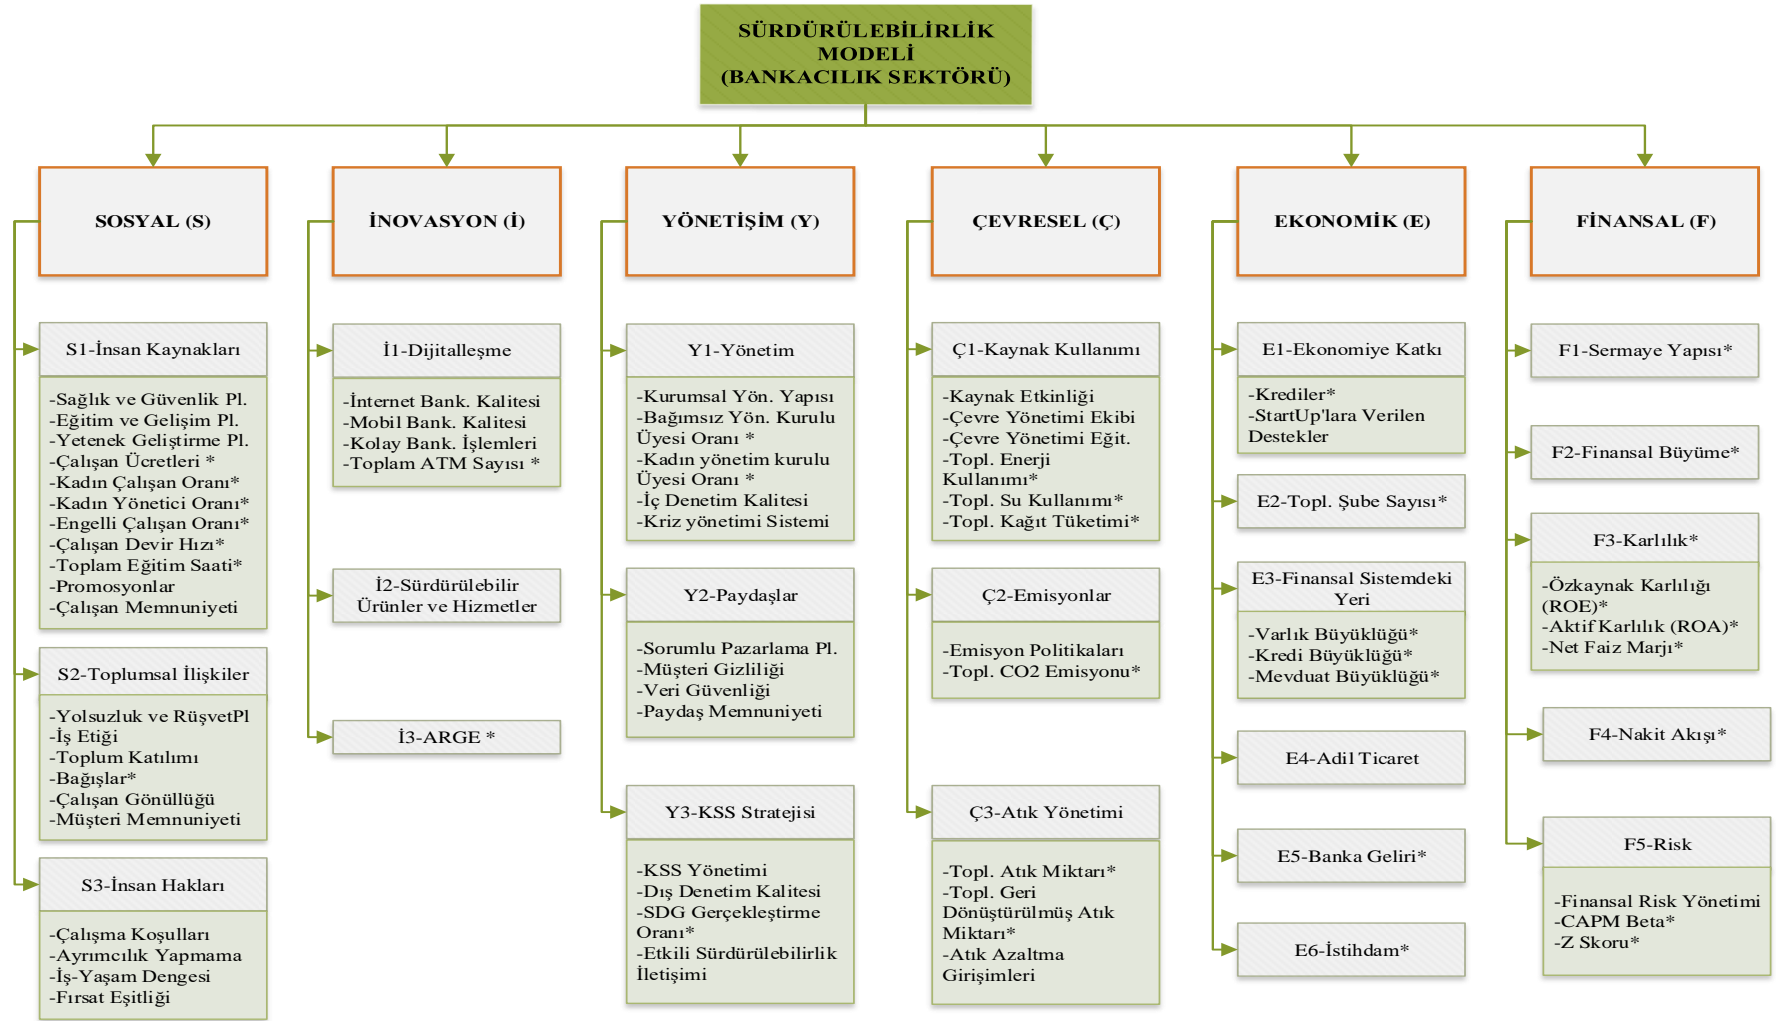 SÜRDÜRÜLEBİLİRLİK
MODELİ
(BANKACILIK SEKTÖRÜ)
SOSYAL (S)
S1-İnsan Kaynakları
-Sağlık ve Güvenlik Pl.
-Eğitim ve Gelişim Pl.
-Yetenek Geliştirme Pl.
-Çalışan Ücretleri *
-Kadın Çalışan Oranı*
-Kadın Yönetici Oranı*
-Engelli Çalışan Oranı*
-Çalışan Devir Hızı*
-Toplam Eğitim Saati*
-Promosyonlar
-Çalışan Memnuniyeti
S2-Toplumsal İlişkiler
-Yolsuzluk ve RüşvetPl
-İş Etiği
-Toplum Katılımı
-Bağışlar*
-Çalışan Gönüllüğü
-Müşteri Memnuniyeti
S3-İnsan Hakları
-Çalışma Koşulları
-Ayrımcılık Yapmama
-İş-Yaşam Dengesi
-Fırsat Eşitliği
İNOVASYON (İ)
İ1-Dijitalleşme
-İnternet Bank. Kalitesi
-Mobil Bank. Kalitesi
-Kolay Bank. İşlemleri
-Toplam ATM Sayısı *
İ2-Sürdürülebilir
Ürünler ve Hizmetler
İ3-ARGE *
YÖNETİŞİM (Y)
Y1-Yönetim
-Kurumsal Yön. Yapısı
-Bağımsız Yön. Kurulu
Üyesi Oranı *
-Kadın yönetim kurulu
Üyesi Oranı *
-İç Denetim Kalitesi
-Kriz yönetimi Sistemi
Y2-Paydaşlar
-Sorumlu Pazarlama Pl.
-Müşteri Gizliliği
-Veri Güvenliği
-Paydaş Memnuniyeti
Y3-KSS Stratejisi
-KSS Yönetimi
-Dış Denetim Kalitesi
-SDG Gerçekleştirme
Oranı*
-Etkili Sürdürülebilirlik
İletişimi
ÇEVRESEL (Ç)
Ç1-Kaynak Kullanımı
-Kaynak Etkinliği
-Çevre Yönetimi Ekibi
-Çevre Yönetimi Eğit.
-Topl. Enerji
Kullanımı*
-Topl. Su Kullanımı*
-Topl. Kağıt Tüketimi*
Ç2-Emisyonlar
-Emisyon Politikaları
-Topl. CO2 Emisyonu*
Ç3-Atık Yönetimi
-Topl. Atık Miktarı*
-Topl. Geri
Dönüştürülmüş Atık
Miktarı*
-Atık Azaltma
Girişimleri
EKONOMİK (E)
E1-Ekonomiye Katkı
-Krediler*
-StartUp'lara Verilen
Destekler
E2-Topl. Şube Sayısı*
E3-Finansal Sistemdeki
Yeri
-Varlık Büyüklüğü*
-Kredi Büyüklüğü*
-Mevduat Büyüklüğü*
E4-Adil Ticaret
E5-Banka Geliri*
E6-İstihdam*
FİNANSAL (F)
F1-Sermaye Yapısı*
F2-Finansal Büyüme*
F3-Karlılık*
-Özkaynak Karlılığı
(ROE)*
-Aktif Karlılık (ROA)*
-Net Faiz Marjı*
F4-Nakit Akışı*
F5-Risk
-Finansal Risk Yönetimi
-CAPM Beta*
-Z Skoru*